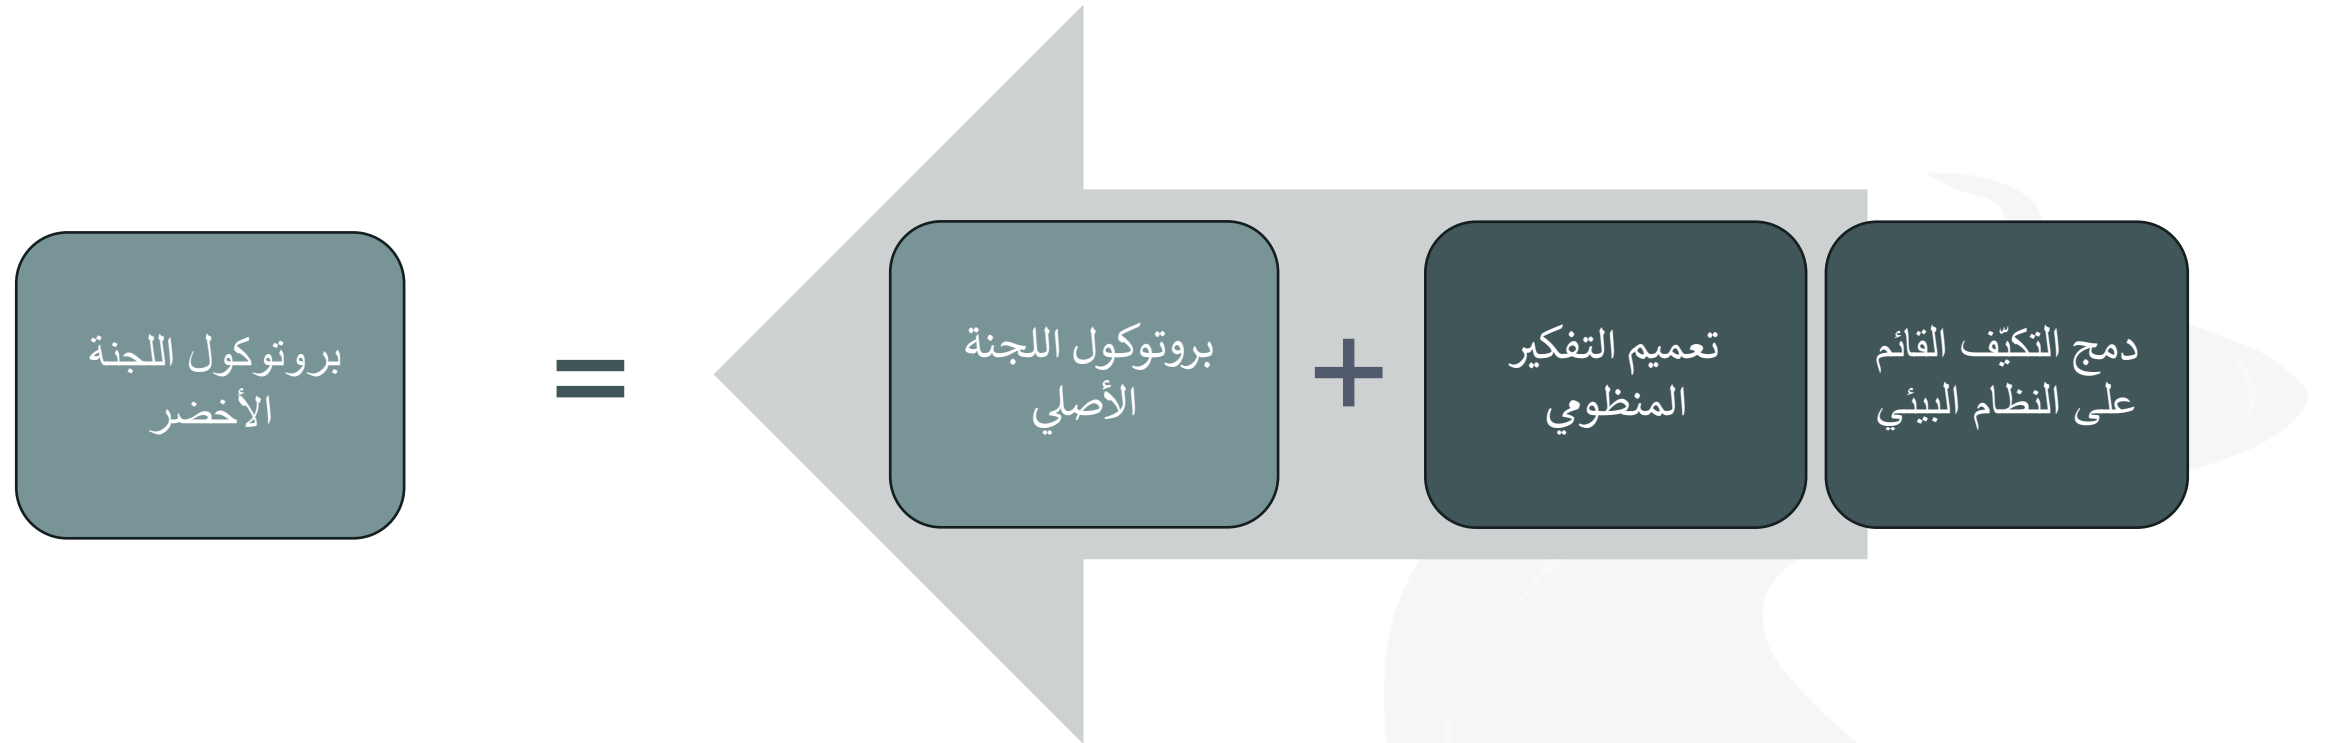 دمج التكيّف القائم
على النظام البيئي
تعميم التفكير
المنظومي
+
بروتوكول اللجنة
الأصلي
=
بروتوكول اللجنة
الأخضر